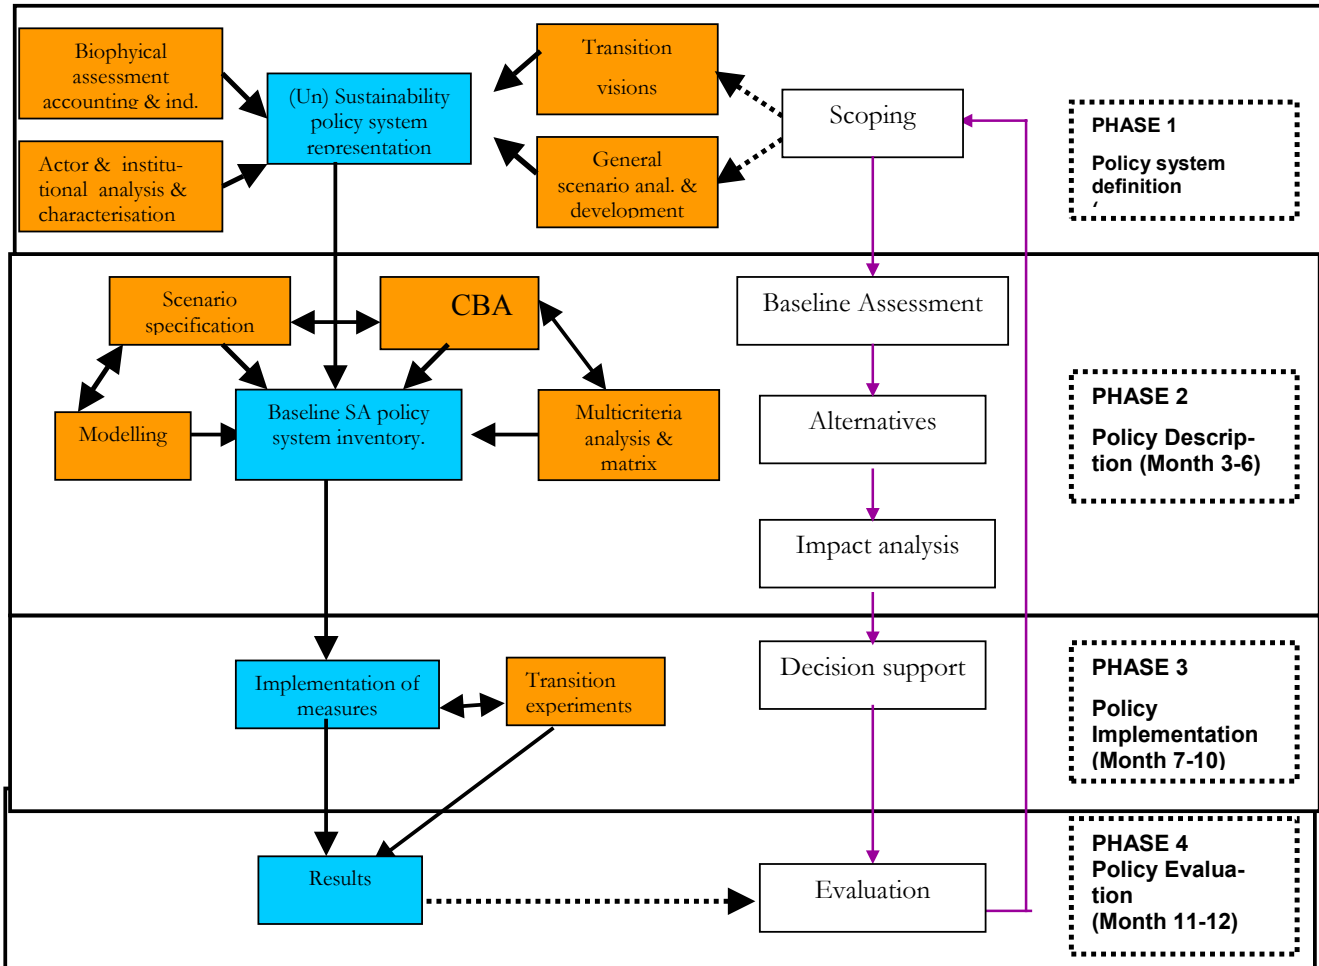 Biophyical
assessment
accounting & ind.
Actor & institu-
tional analysis &
characterisation
(Un) Sustainability
policy system
representation
Transition
visions
General
scenario anal. &
development
Scoping
PHASE 1
Policy system
definition
Scenario
specification
CBA
Modelling
Baseline SA policy
system inventory.
Multicriteria
analysis &
matrix
Baseline Assessment
Alternatives
Impact analysis
PHASE 2
Policy Descrip-
tion (Month 3-6)
Implementation of
measures
Transition
experiments
Decision support
PHASE 3
Policy
Implementation
(Month 7-10)
Results
Evaluation
PHASE 4
Policy Evalua-
tion
(Month 11-12)